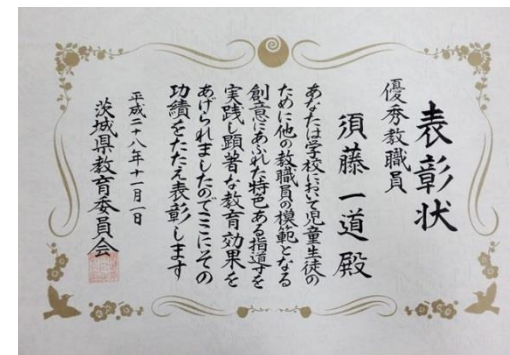 表彰状
優秀教職員
須藤一道殿
あなたは学校において児童生徒の
ために他の教職員の模範となる
創意にあふれた特色ある指導を
実践し顕著な教育効果を
あげられましたのでここにその
功績をたたえ表彰します
平成二十八年十一月一日
茨城県教育委員会